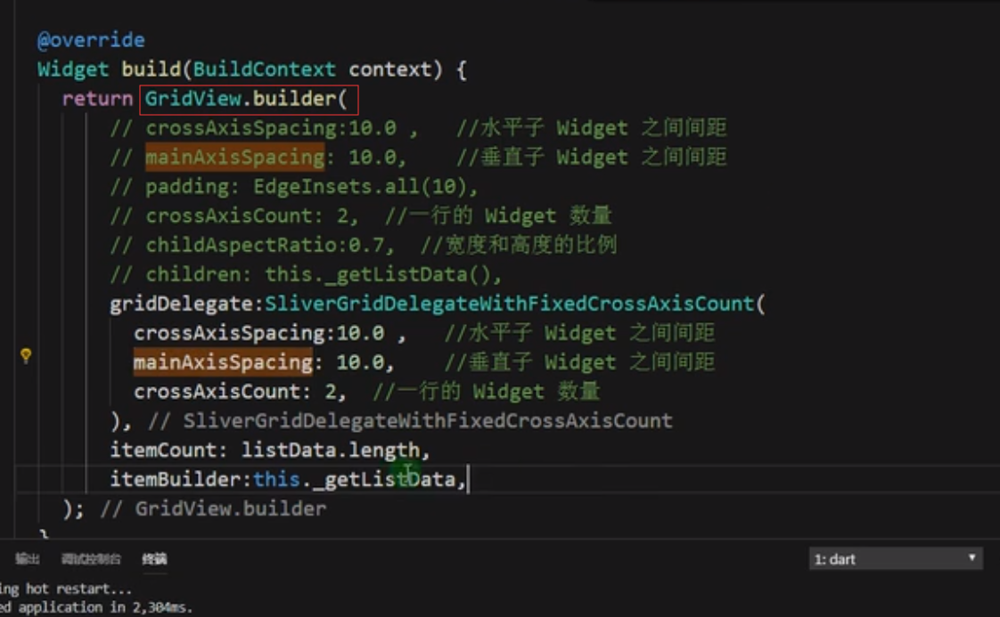 @override
Widget build(BuildContext context) {
return GridView.builder(
// crossAxisSpacing:10.0 , //水平子 Widget 之间间距
// mainAxisSpacing: 10.0, //垂直子 Widget 之间间距
// padding: EdgeInsets.all(10),
// crossAxisCount: 2, //一行的 Widget 数量
// childAspectRatio:0.7, //宽度和高度的比例
// children: this._getListData(),
gridDelegate:SliverGridDelegateWithFixedCrossAxisCount(
crossAxisSpacing:10.0 , //水平子 Widget 之间间距
mainAxisSpacing: 10.0, //垂直子 Widget 之间间距
crossAxisCount: 2, //一行的 Widget 数量
), // SliverGridDelegateWithFixedCrossAxisCount
itemCount: listData.length,
itemBuilder:this._getListData,
); // GridView.builder
}
输出 调试控制台 终端 1: dart
ing hot restart...
ed application in 2,304ms.